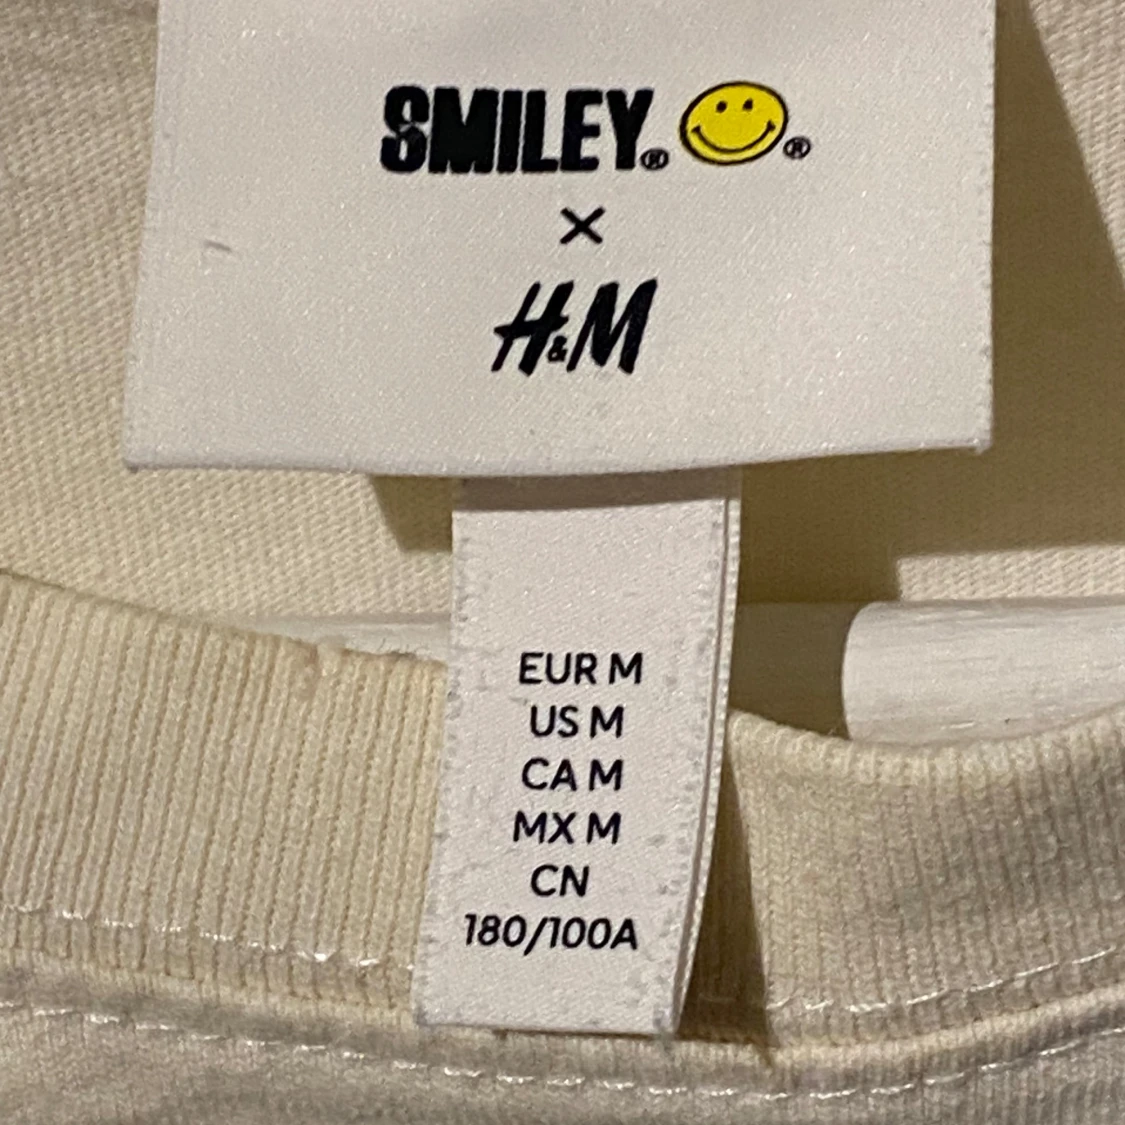 SMILEY® ®
×
H&M
EUR M
US M
CA M
MX M
CN
180/100A